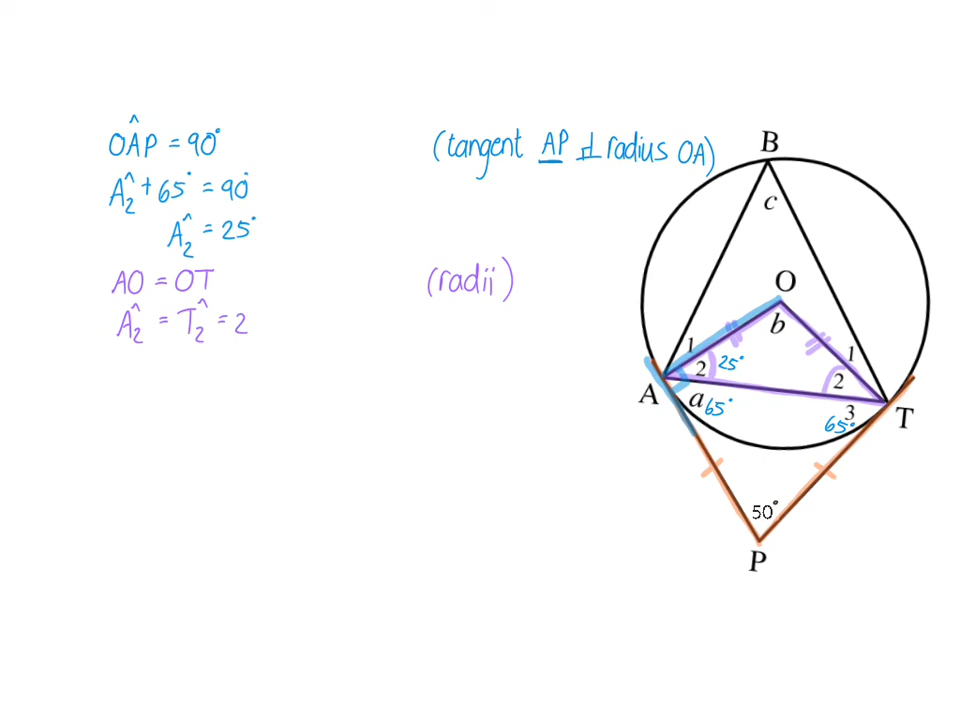 OÂP = 90° (tangent AP ⊥ radius OA)
Â₂ + 65° = 90°
Â₂ = 25°
AO = OT (radii)
Â₂ = T̂₂ = 2
B
c
O
b
1
1
2
25°
2
A
a
65°
3
65°
T
50°
P